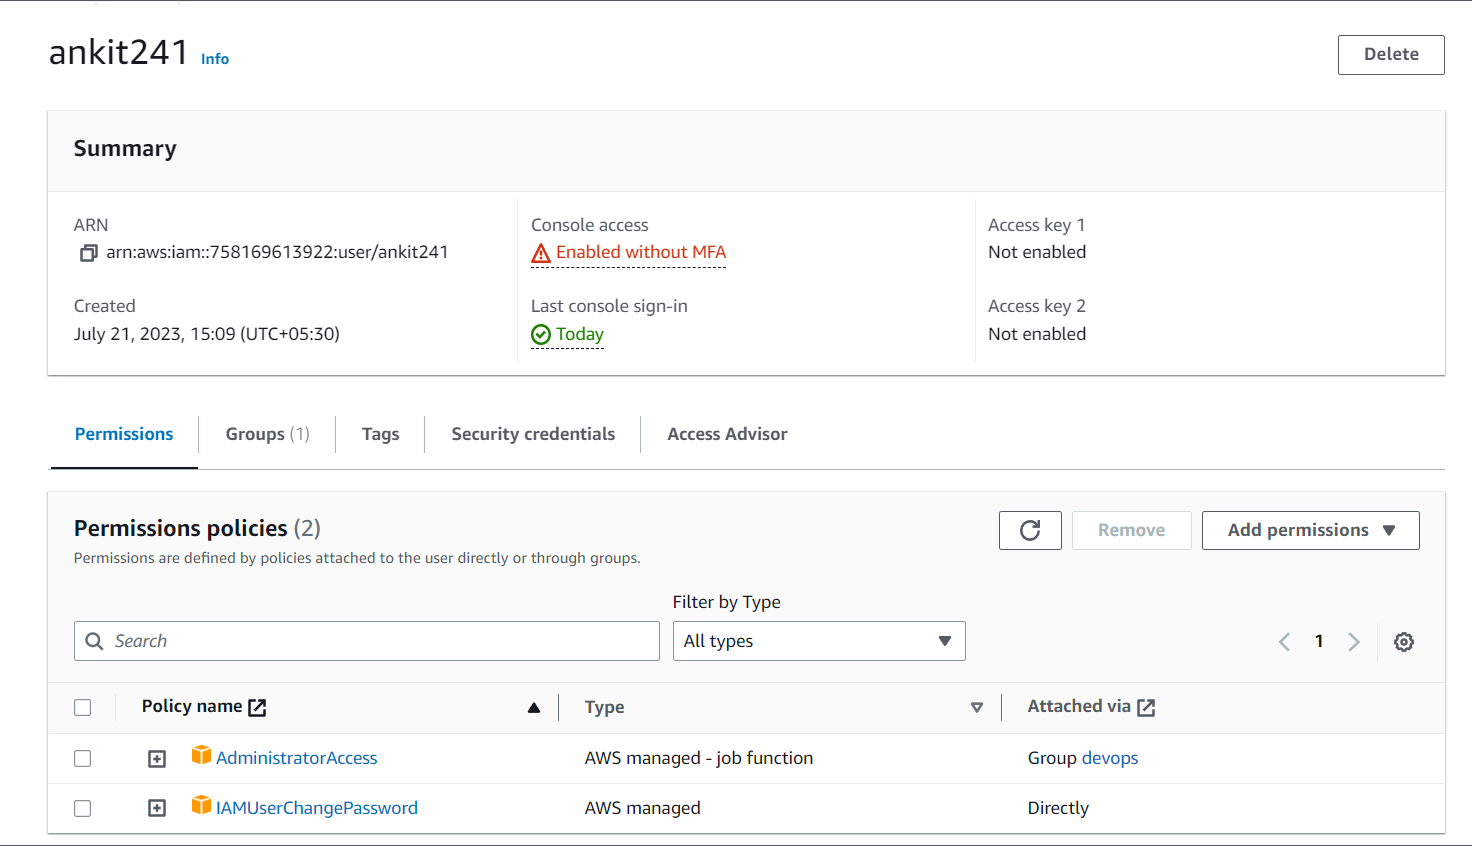 ankit241 Info
Delete
Summary
ARN
arn:aws:iam::758169613922:user/ankit241
Created
July 21, 2023, 15:09 (UTC+05:30)
Console access
Enabled without MFA
Last console sign-in
Today
Access key 1
Not enabled
Access key 2
Not enabled
Permissions Groups (1) Tags Security credentials Access Advisor
Permissions policies (2)
Permissions are defined by policies attached to the user directly or through groups.
Remove
Add permissions
Filter by Type
Search
All types
1
Policy name Type Attached via
AdministratorAccess AWS managed - job function Group devops
IAMUserChangePassword AWS managed Directly